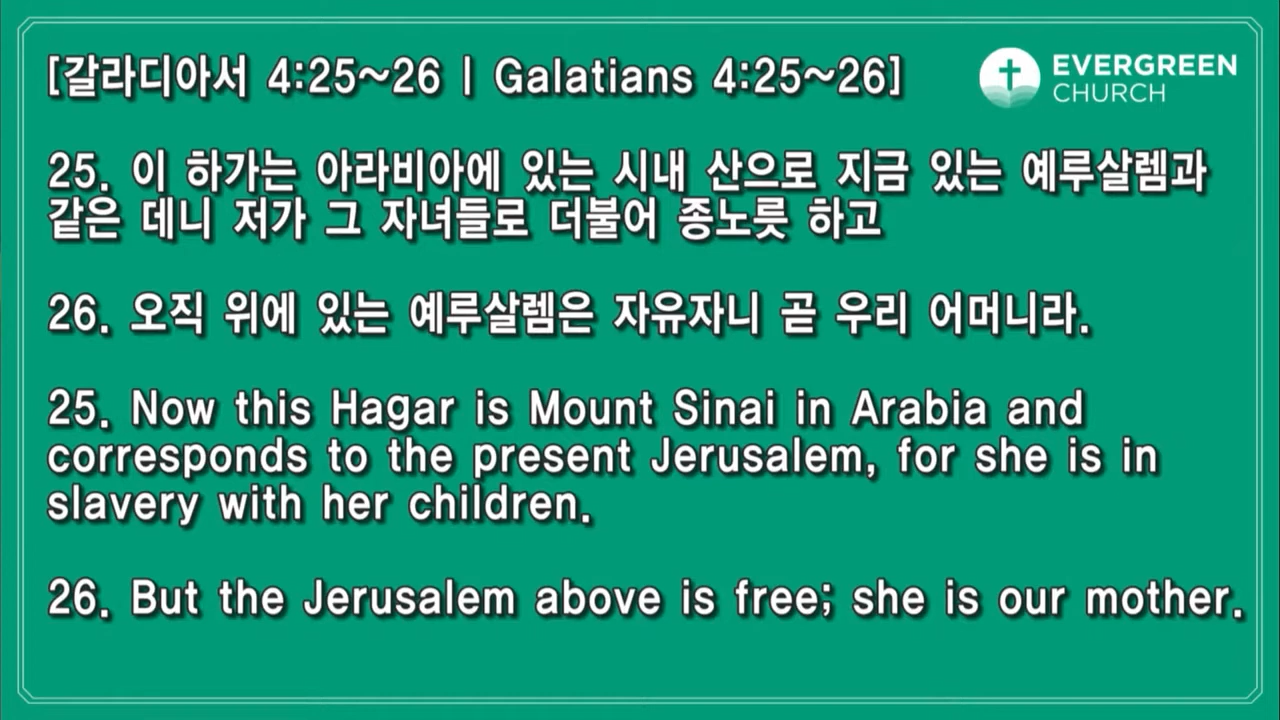 [갈라디아서 4:25~26 | Galatians 4:25~26]
EVERGREEN
CHURCH
25. 이 하가는 아라비아에 있는 시내 산으로 지금 있는 예루살렘과
같은 데니 저가 그 자녀들로 더불어 종노릇 하고
26. 오직 위에 있는 예루살렘은 자유자니 곧 우리 어머니라.
25. Now this Hagar is Mount Sinai in Arabia and
corresponds to the present Jerusalem, for she is in
slavery with her children.
26. But the Jerusalem above is free; she is our mother.